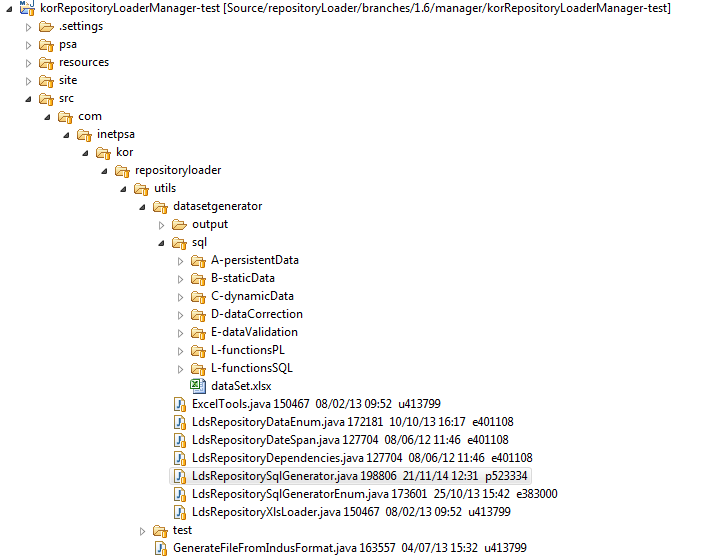 korRepositoryLoaderManager-test [Source/repositoryLoader/branches/1.6/manager/korRepositoryLoaderManager-test]
.settings
psa
resources
site
src
com
inetpsa
kor
repositoryloader
utils
datasetgenerator
output
sql
A-persistentData
B-staticData
C-dynamicData
D-dataCorrection
E-dataValidation
L-functionsPL
L-functionsSQL
dataSet.xlsx
ExcelTools.java 150467 08/02/13 09:52 u413799
LdsRepositoryDataEnum.java 172181 10/10/13 16:17 e401108
LdsRepositoryDateSpan.java 127704 08/06/12 11:46 e401108
LdsRepositoryDependencies.java 127704 08/06/12 11:46 e401108
LdsRepositorySqlGenerator.java 198806 21/11/14 12:31 p523334
LdsRepositorySqlGeneratorEnum.java 173601 25/10/13 15:42 e383000
LdsRepositoryXlsLoader.java 150467 08/02/13 09:52 u413799
test
GenerateFileFromIndusFormat.java 163557 04/07/13 15:32 u413799